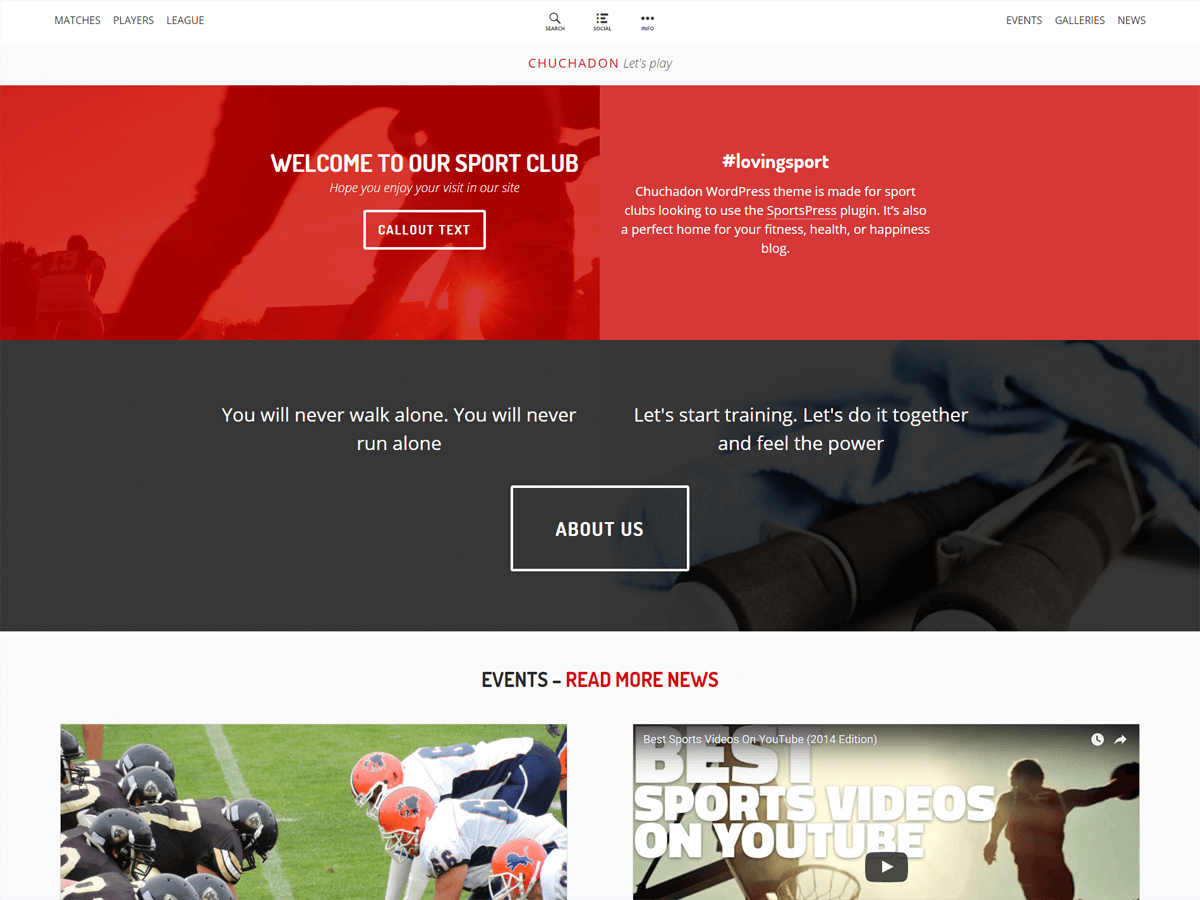 MATCHES PLAYERS LEAGUE
SEARCH SOCIAL INFO
EVENTS GALLERIES NEWS
CHUCHADON Let's play
WELCOME TO OUR SPORT CLUB
Hope you enjoy your visit in our site
CALLOUT TEXT
#lovingsport
Chuchadon WordPress theme is made for sport
clubs looking to use the SportsPress plugin. It's also
a perfect home for your fitness, health, or happiness
blog.
19
You will never walk alone. You will never
run alone
Let's start training. Let's do it together
and feel the power
ABOUT US
EVENTS – READ MORE NEWS
66
Best Sports Videos On YouTube (2014 Edition)
BEST
SPORTS VIDEOS
ON YOUTUBE